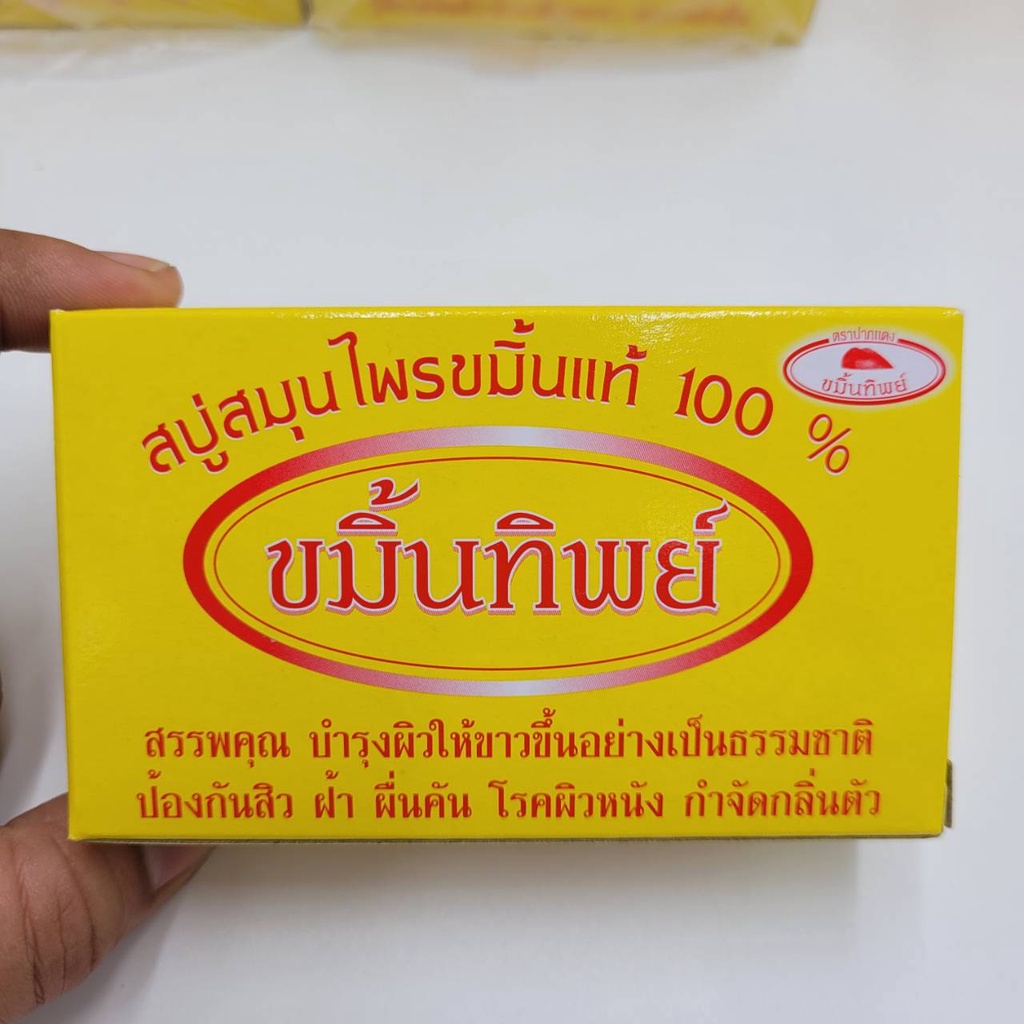 สบู่สมุนไพรขมิ้นแท้ 100 %
ตราปากแดง
ขมิ้นทิพย์
ขมิ้นทิพย์
สรรพคุณ บำรุงผิวให้ขาวขึ้นอย่างเป็นธรรมชาติ
ป้องกันสิว ฝ้า ผื่นคัน โรคผิวหนัง กำจัดกลิ่นตัว